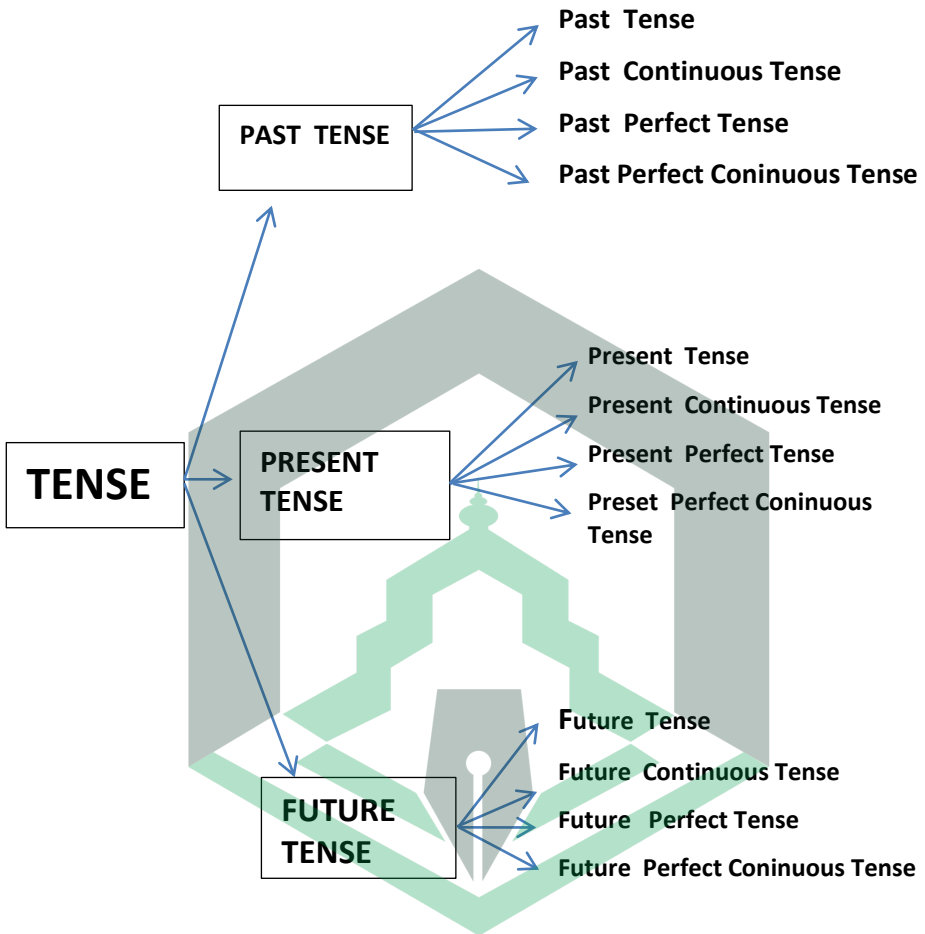 Past Tense
Past Continuous Tense
PAST TENSE
Past Perfect Tense
Past Perfect Coninuous Tense
TENSE
PRESENT
TENSE
Present Tense
Present Continuous Tense
Present Perfect Tense
Preset Perfect Coninuous
Tense
FUTURE
TENSE
Future Tense
Future Continuous Tense
Future Perfect Tense
Future Perfect Coninuous Tense